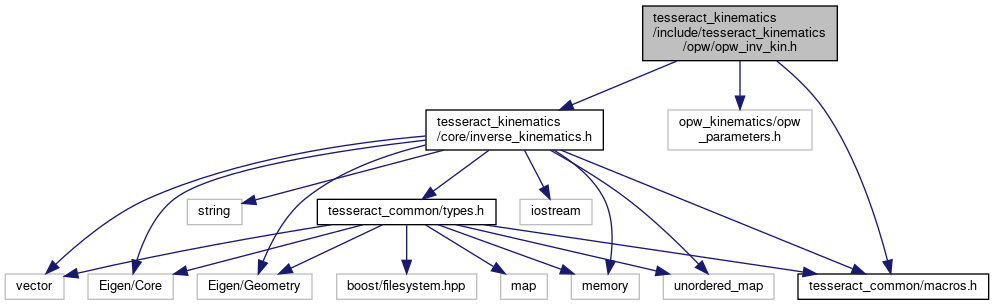 tesseract_kinematics
/include/tesseract_kinematics
/opw/opw_inv_kin.h
tesseract_kinematics
/core/inverse_kinematics.h
opw_kinematics/opw
_parameters.h
string
tesseract_common/types.h
iostream
vector
Eigen/Core
Eigen/Geometry
boost/filesystem.hpp
map
memory
unordered_map
tesseract_common/macros.h